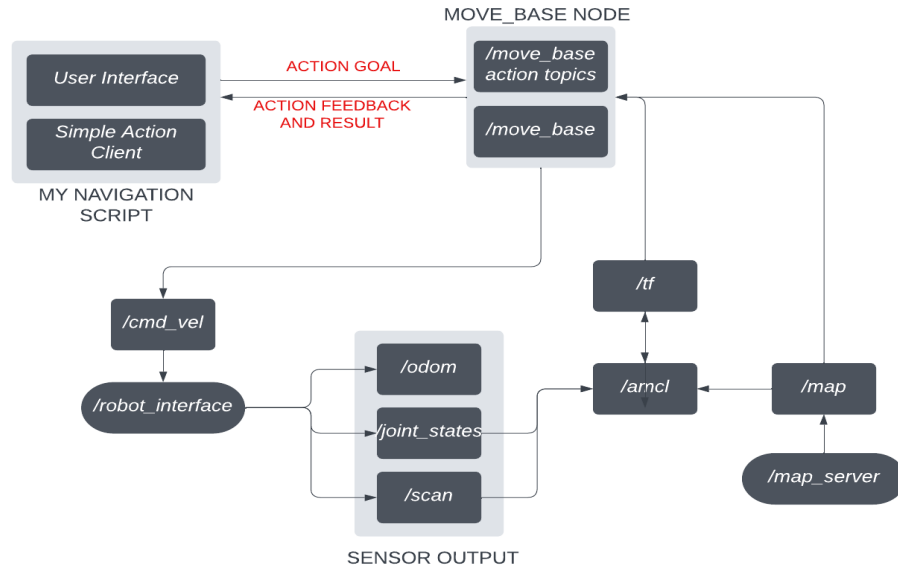 MOVE_BASE NODE
User Interface
Simple Action
Client
MY NAVIGATION
SCRIPT
ACTION GOAL
ACTION FEEDBACK
AND RESULT
/move_base
action topics
/move_base
/cmd_vel
/robot_interface
/odom
/joint_states
/scan
SENSOR OUTPUT
/tf
/amcl
/map
/map_server